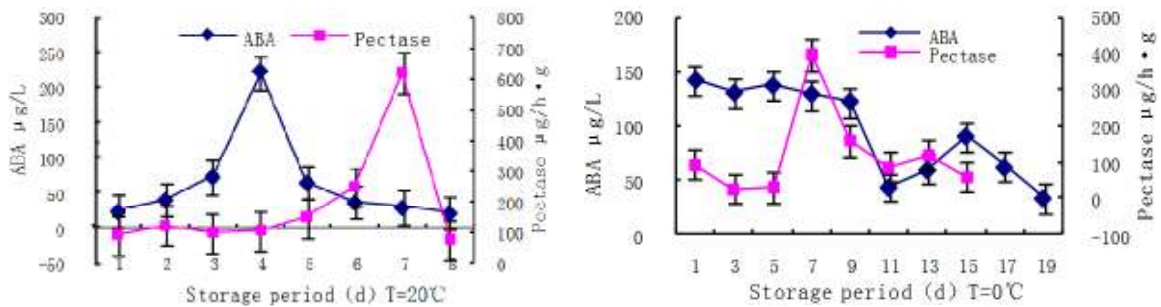 ABA
Pectase
ABA μg/L
300
250
200
150
100
50
0
-50
1 2 3 4 5 6 7 8
Storage period (d) T=20℃
800
700
600
500
400
300
200
100
0
Pectase μg/h•g
ABA
Pectase
ABA μg/L
200
150
100
50
0
1 3 5 7 9 11 13 15 17 19
Storage period (d) T=0℃
500
400
300
200
100
0
-100
Pectase μg/h•g